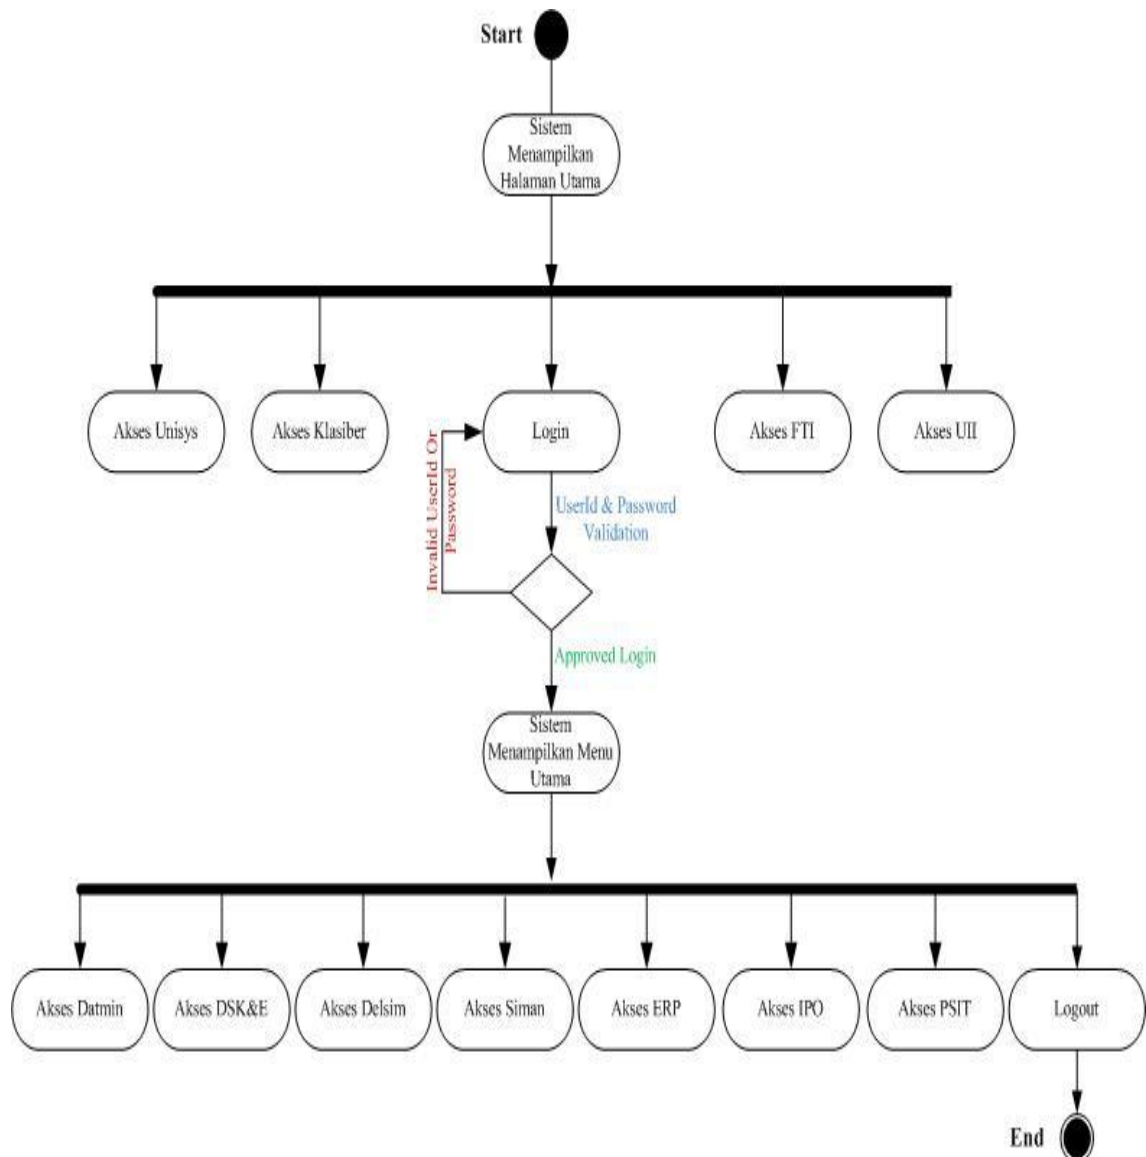 Start
Sistem
Menampilkan
Halaman Utama
Akses Unisys
Akses Klasiber
Login
Akses FTI
Akses UII
Invalid UserId Or
Password
UserId & Password
Validation
Approved Login
Sistem
Menampilkan Menu
Utama
Akses Datmin
Akses DSK&E
Akses Delsim
Akses Siman
Akses ERP
Akses IPO
Akses PSIT
Logout
End